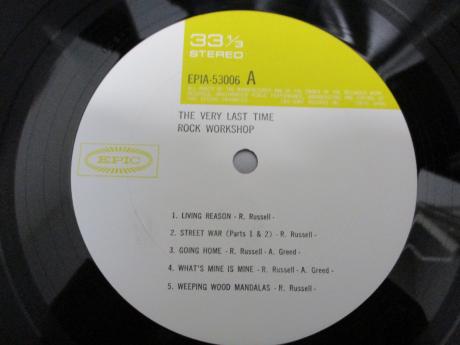 33 1/3
STEREO
EPIA-53006 A
THE VERY LAST TIME
ROCK WORKSHOP
EPIC
1. LIVING REASON - R. Russell -
2. STREET WAR (Parts 1 & 2) - R. Russell -
3. GOING HOME - R. Russell - A. Greed -
4. WHAT'S MINE IS MINE - R. Russell - A. Greed -
5. WEEPING WOOD MANDALAS - R. Russell -